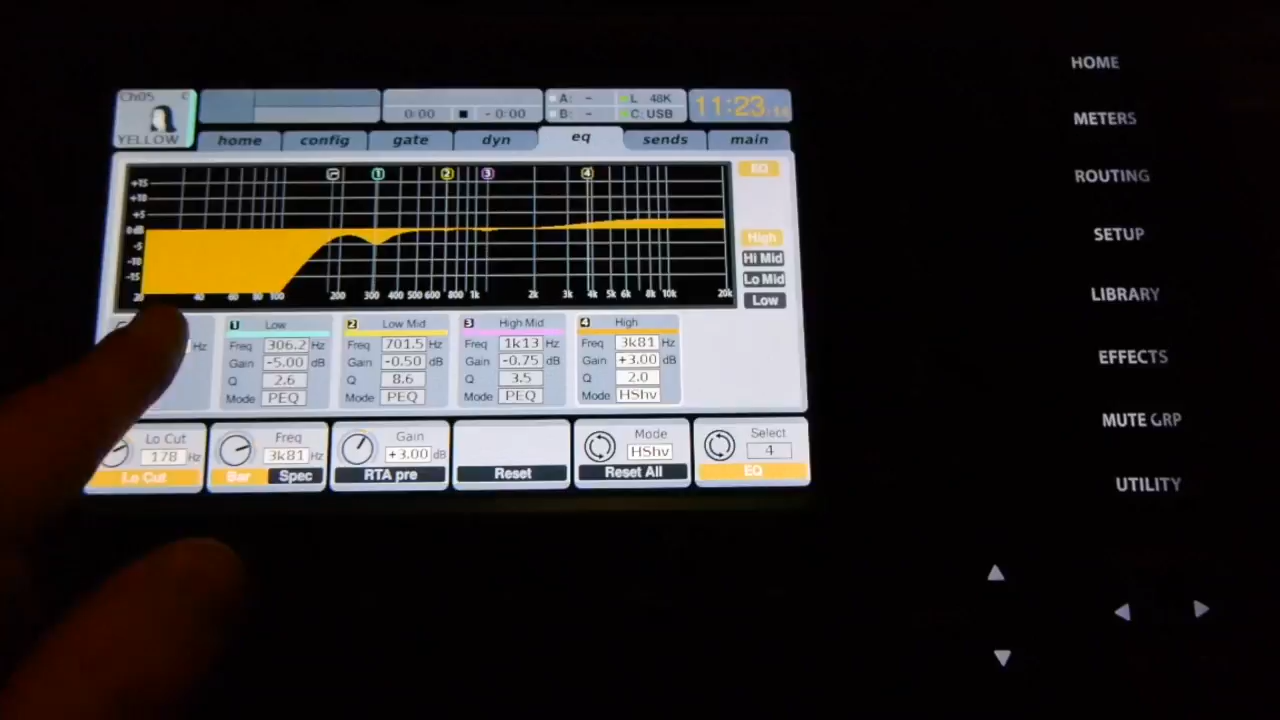 HOME
Ch05 C
A: - L 48K
0:00 - 0:00 B: - C: USB 11:23
YELLOW
home config gate dyn eq sends main
METERS
1 2 3 4 EQ
+15
+10
+5
0dB
-5
-10
-15
20 40 60 80 100 200 300 400 500 600 800 1k 2k 3k 4k 5k 6k 8k 10k 20k
High
Hi Mid
Lo Mid
Low
ROUTING
SETUP
LIBRARY
1 Low 2 Low Mid 3 High Mid 4 High
Hz Freq 306.2 Hz Freq 701.5 Hz Freq 1k13 Hz Freq 3k81 Hz
Gain -5.00 dB Gain -0.50 dB Gain -0.75 dB Gain +3.00 dB
Q 2.6 Q 8.6 Q 3.5 Q 2.0
Mode PEQ Mode PEQ Mode PEQ Mode HShv
EFFECTS
MUTE GRP
Lo Cut Freq Gain Mode Select
178 Hz 3k81 Hz +3.00 dB HShv 4
Lo Cut Bar Spec RTA pre Reset Reset All EQ
UTILITY